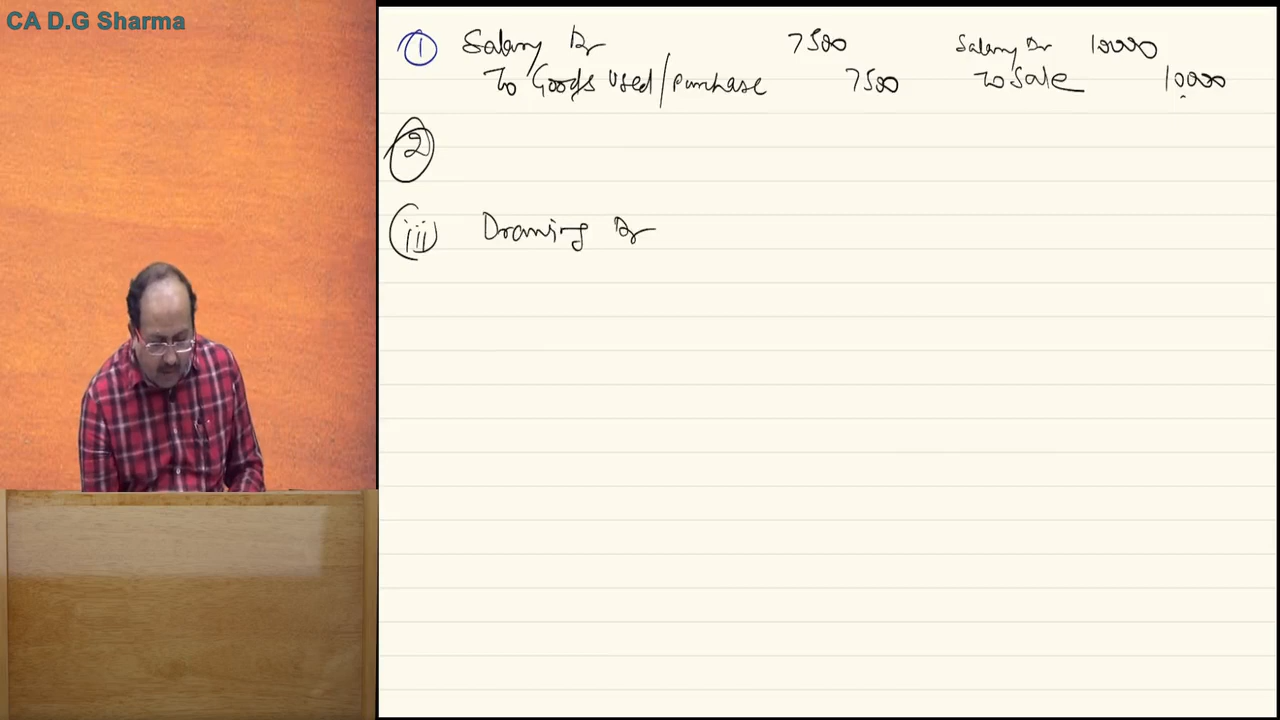 CA D.G Sharma
① Salary Dr 7500 Salary Dr 10000
To Goods Used/Purchase 7500 To Sale 10000
②
(iii) Drawing Dr